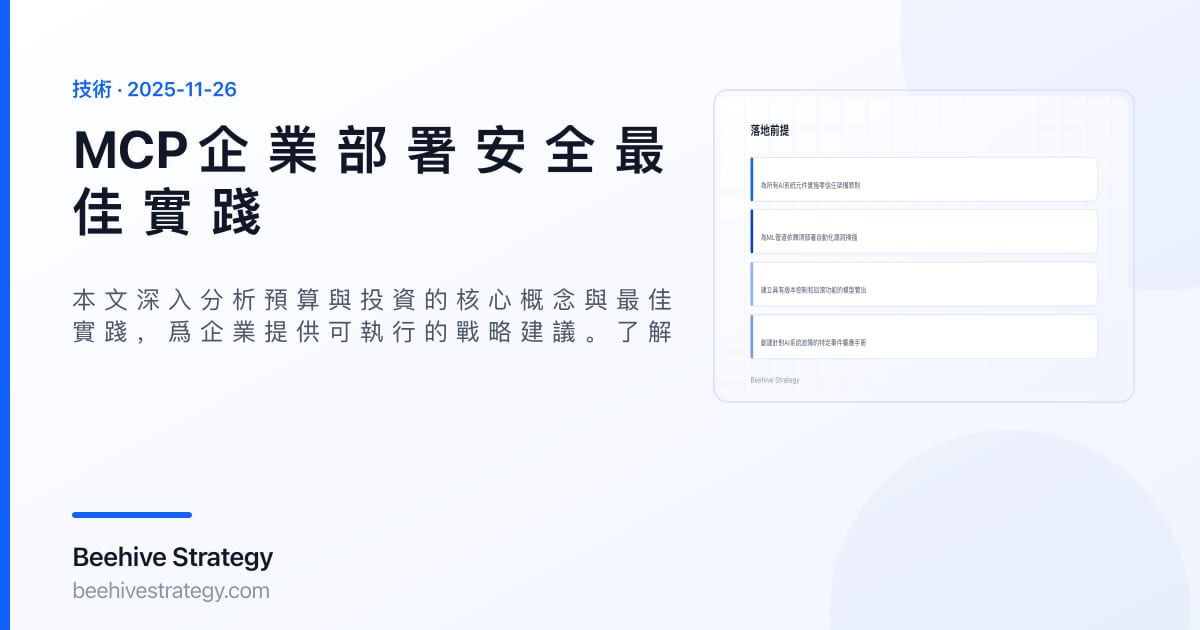 技術 · 2025-11-26
MCP企業部署安全最
佳實踐
本文深入分析預算與投資的核心概念與最佳
實踐，爲企業提供可執行的戰略建議。了解
落地前提
為所有AI系統元件實施零信任架構原則
為ML管道依賴項部署自動化漏洞掃描
建立具有版本控制和回滾功能的模型管治
創建針對AI系統故障的特定事件響應手冊
Beehive Strategy
Beehive Strategy
beehivestrategy.com